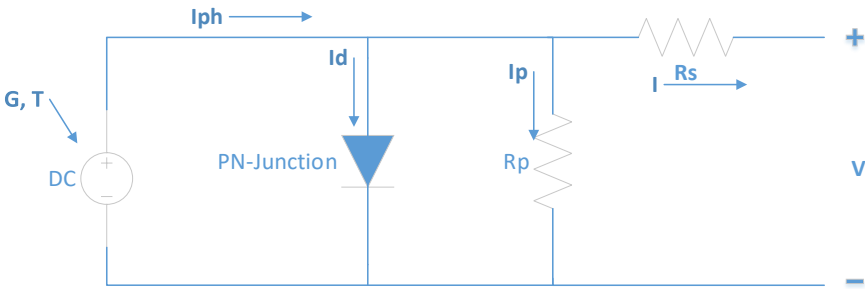 Iph
Id
Ip
I
Rs
+
G, T
PN-Junction
Rp
DC
+
−
V
−